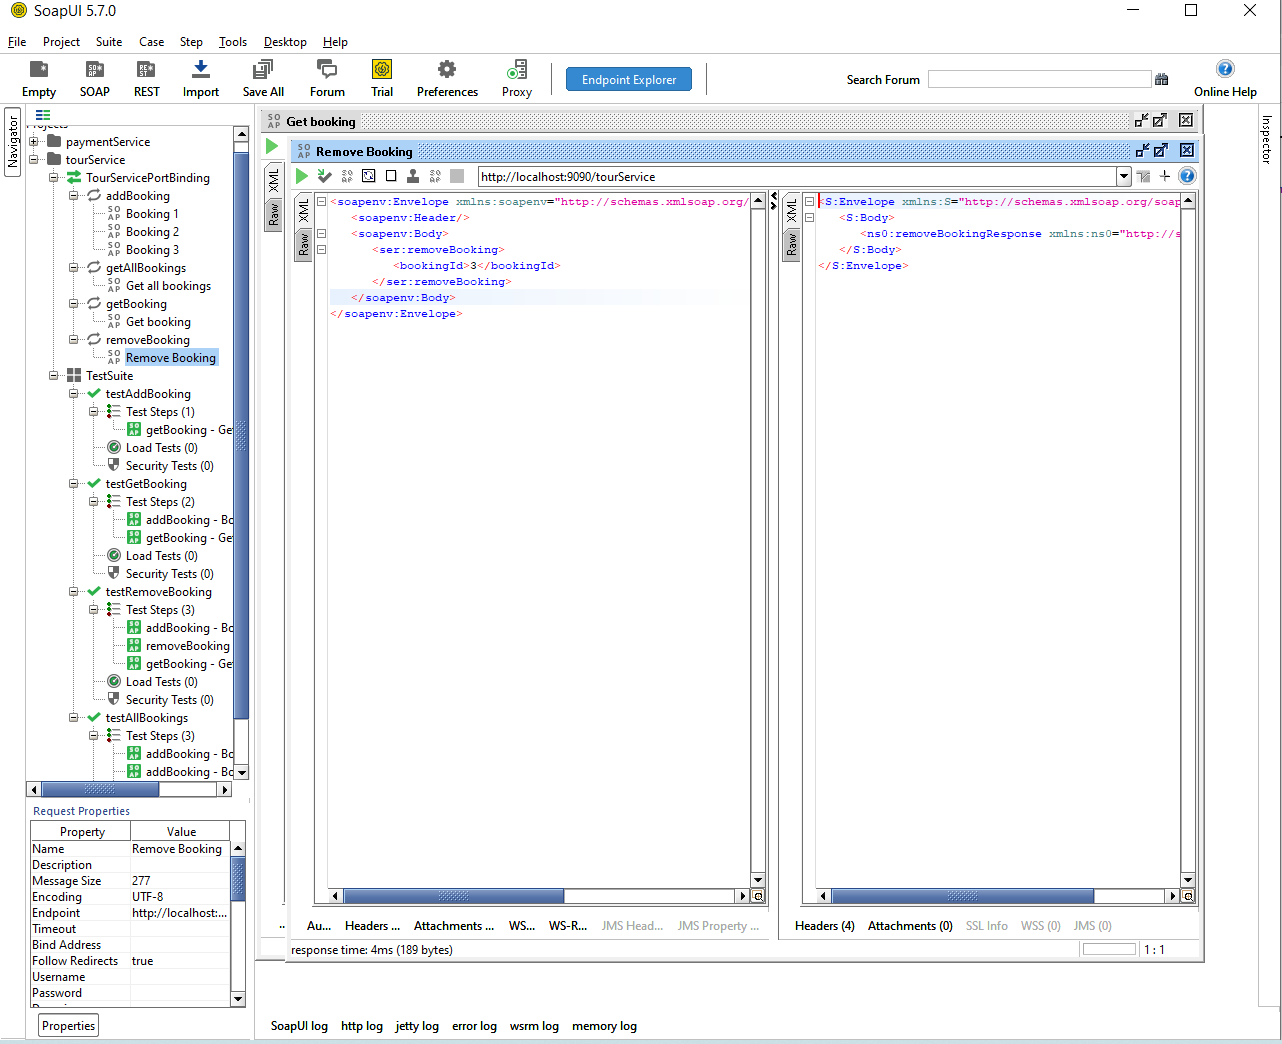 SoapUI 5.7.0
File Project Suite Case Step Tools Desktop Help
Empty SOAP REST Import Save All Forum Trial Preferences Proxy Endpoint Explorer Search Forum Online Help
Navigator
Inspector
Projects
paymentService
tourService
TourServicePortBinding
addBooking
Booking 1
Booking 2
Booking 3
getAllBookings
Get all bookings
getBooking
Get booking
removeBooking
Remove Booking
TestSuite
testAddBooking
Test Steps (1)
getBooking - Ge
Load Tests (0)
Security Tests (0)
testGetBooking
Test Steps (2)
addBooking - Bo
getBooking - Ge
Load Tests (0)
Security Tests (0)
testRemoveBooking
Test Steps (3)
addBooking - Bo
removeBooking
getBooking - Ge
Load Tests (0)
Security Tests (0)
testAllBookings
Test Steps (3)
addBooking - Bo
addBooking - Bo
Request Properties
Property Value
Name Remove Booking
Description
Message Size 277
Encoding UTF-8
Endpoint http://localhost:...
Timeout
Bind Address
Follow Redirects true
Username
Password
Properties
Get booking
XML
Raw
Remove Booking
http://localhost:9090/tourService
XML
Raw
<soapenv:Envelope xmlns:soapenv="http://schemas.xmlsoap.org/
<soapenv:Header/>
<soapenv:Body>
<ser:removeBooking>
<bookingId>3</bookingId>
</ser:removeBooking>
</soapenv:Body>
</soapenv:Envelope>
XML
Raw
<S:Envelope xmlns:S="http://schemas.xmlsoap.org/soap
<S:Body>
<ns0:removeBookingResponse xmlns:ns0="http://s
</S:Body>
</S:Envelope>
.. Au... Headers ... Attachments ... WS... WS-R... JMS Head... JMS Property ...
Headers (4) Attachments (0) SSL Info WSS (0) JMS (0)
response time: 4ms (189 bytes)
1 : 1
SoapUI log http log jetty log error log wsrm log memory log